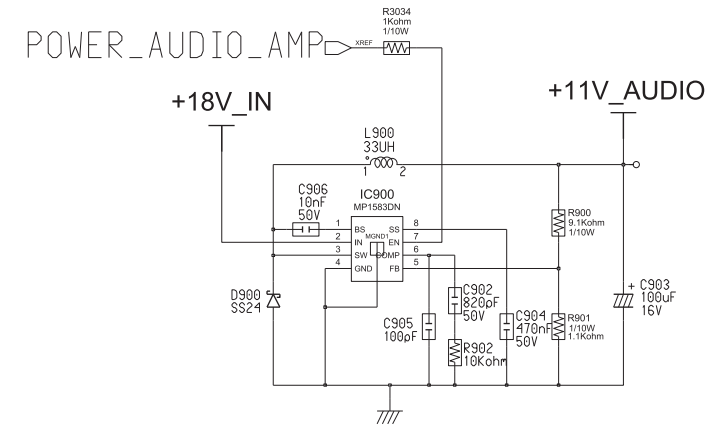 R3034
1Kohm
1/10W
POWER_AUDIO_AMP
XREF
+18V_IN
+11V_AUDIO
L900
33UH
1 2
C906
10nF
50V
IC900
MP1583DN
1 BS SS 8
MGND1
2 IN EN 7
3 SW COMP 6
4 GND FB 5
R900
9.1Kohm
1/10W
D900
SS24
C905
100pF
C902
820pF
50V
R902
10Kohm
C904
470nF
50V
R901
1/10W
1.1Kohm
+ C903
100uF
16V